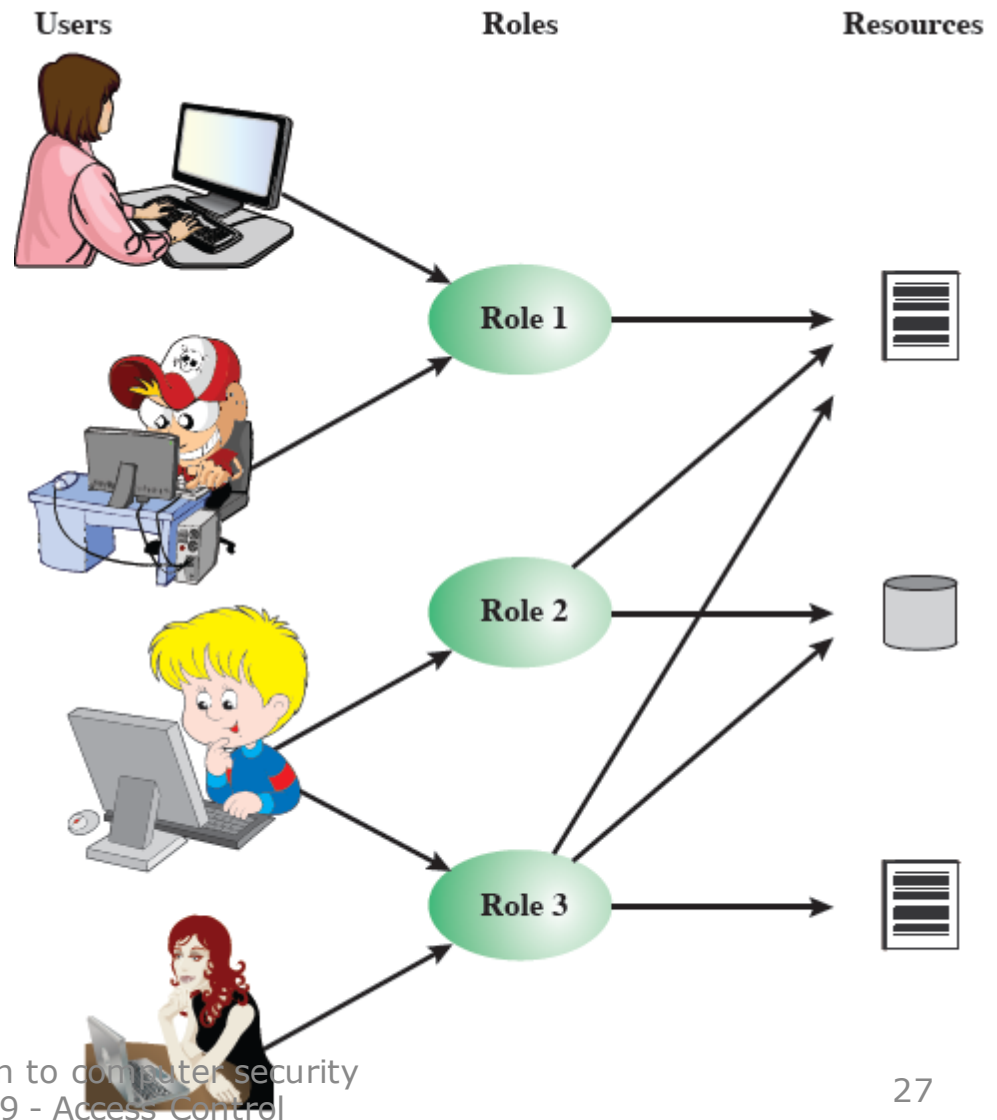 Users Roles Resources
Role 1
Role 2
Role 3
n to computer security
9 - Access Control
27